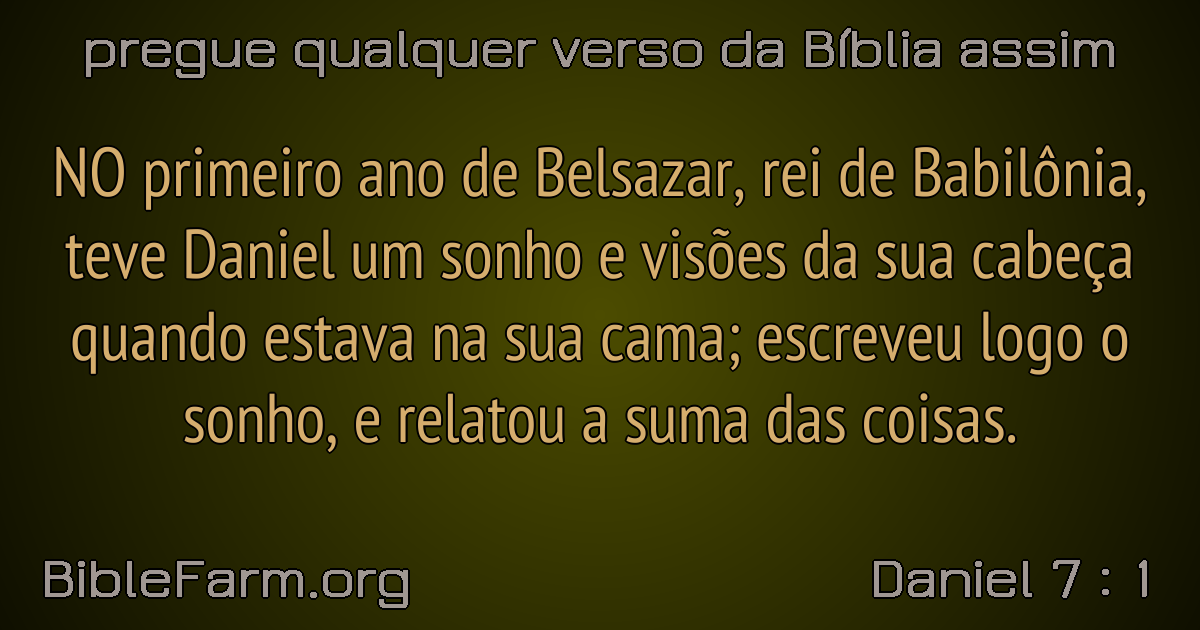 pregue qualquer verso da Bíblia assim
NO primeiro ano de Belsazar, rei de Babilônia,
teve Daniel um sonho e visões da sua cabeça
quando estava na sua cama; escreveu logo o
sonho, e relatou a suma das coisas.
BibleFarm.org
Daniel 7 : 1